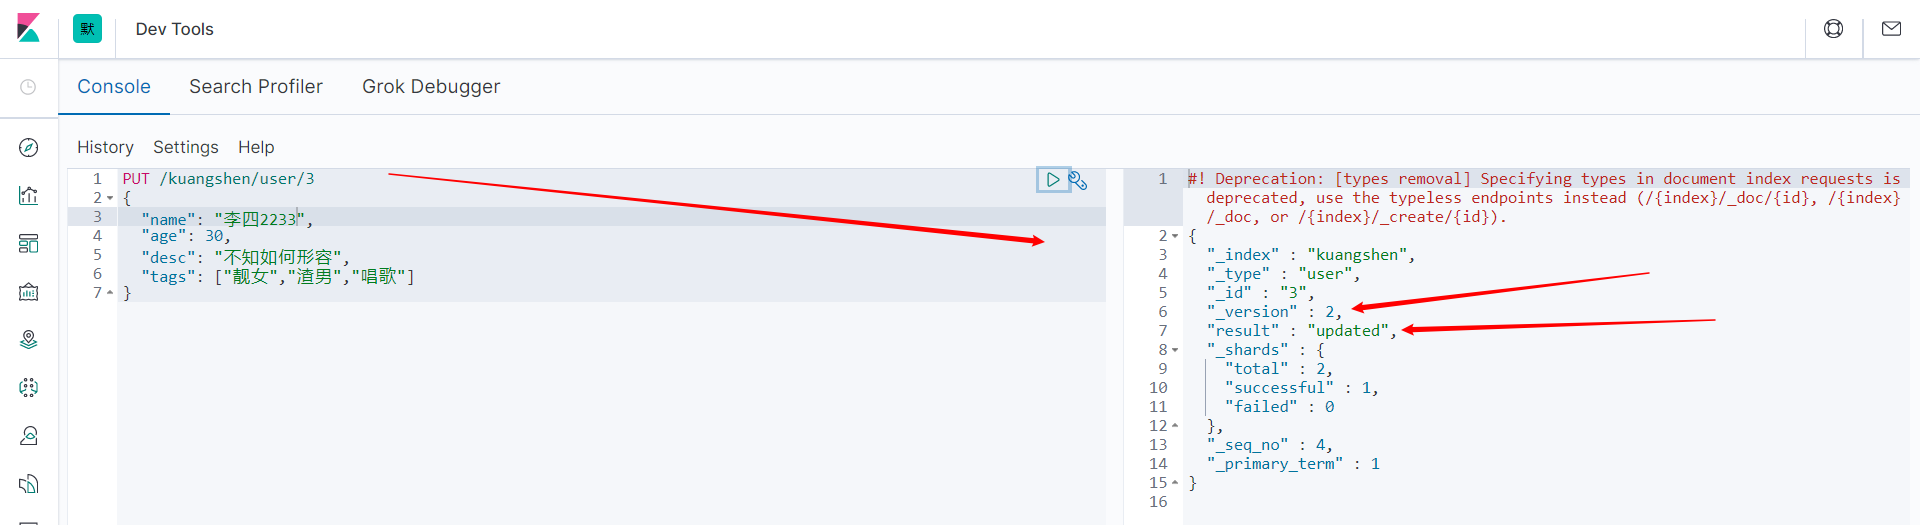 默 Dev Tools
Console Search Profiler Grok Debugger
History Settings Help
1 PUT /kuangshen/user/3
2 {
3 "name": "李四2233",
4 "age": 30,
5 "desc": "不知如何形容",
6 "tags": ["靓女","渣男","唱歌"]
7 }
1 #! Deprecation: [types removal] Specifying types in document index requests is
deprecated, use the typeless endpoints instead (/{index}/_doc/{id}, /{index}
/_doc, or /{index}/_create/{id}).
2 {
3 "_index" : "kuangshen",
4 "_type" : "user",
5 "_id" : "3",
6 "_version" : 2,
7 "result" : "updated",
8 "_shards" : {
9 "total" : 2,
10 "successful" : 1,
11 "failed" : 0
12 },
13 "_seq_no" : 4,
14 "_primary_term" : 1
15 }
16